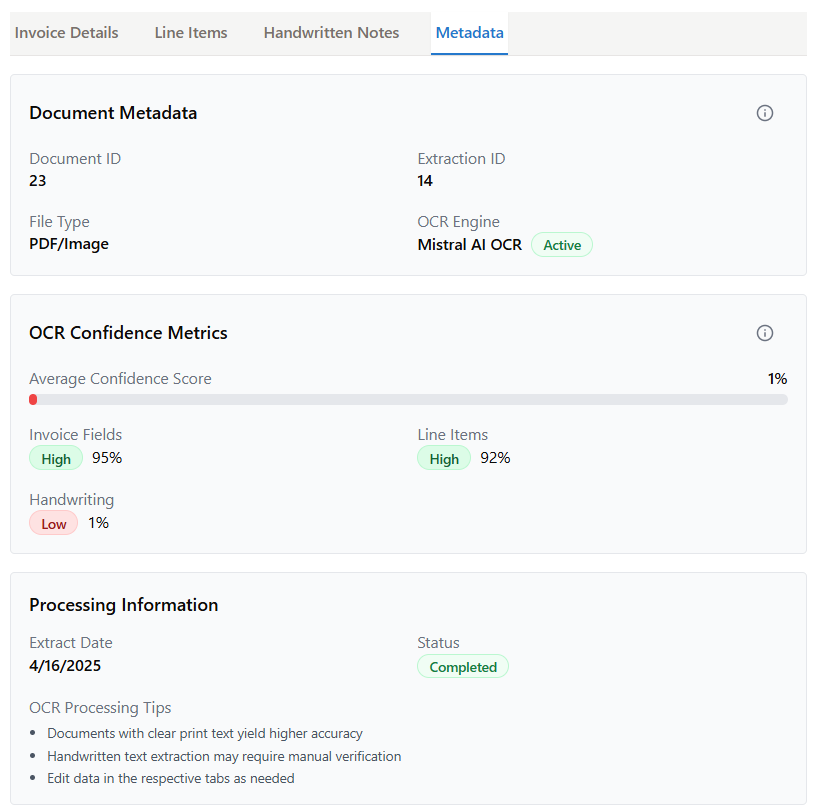 Invoice Details Line Items Handwritten Notes Metadata
Document Metadata
Document ID
23
Extraction ID
14
File Type
PDF/Image
OCR Engine
Mistral AI OCR Active
OCR Confidence Metrics
Average Confidence Score 1%
Invoice Fields
High 95%
Line Items
High 92%
Handwriting
Low 1%
Processing Information
Extract Date
4/16/2025
Status
Completed
OCR Processing Tips
• Documents with clear print text yield higher accuracy
• Handwritten text extraction may require manual verification
• Edit data in the respective tabs as needed